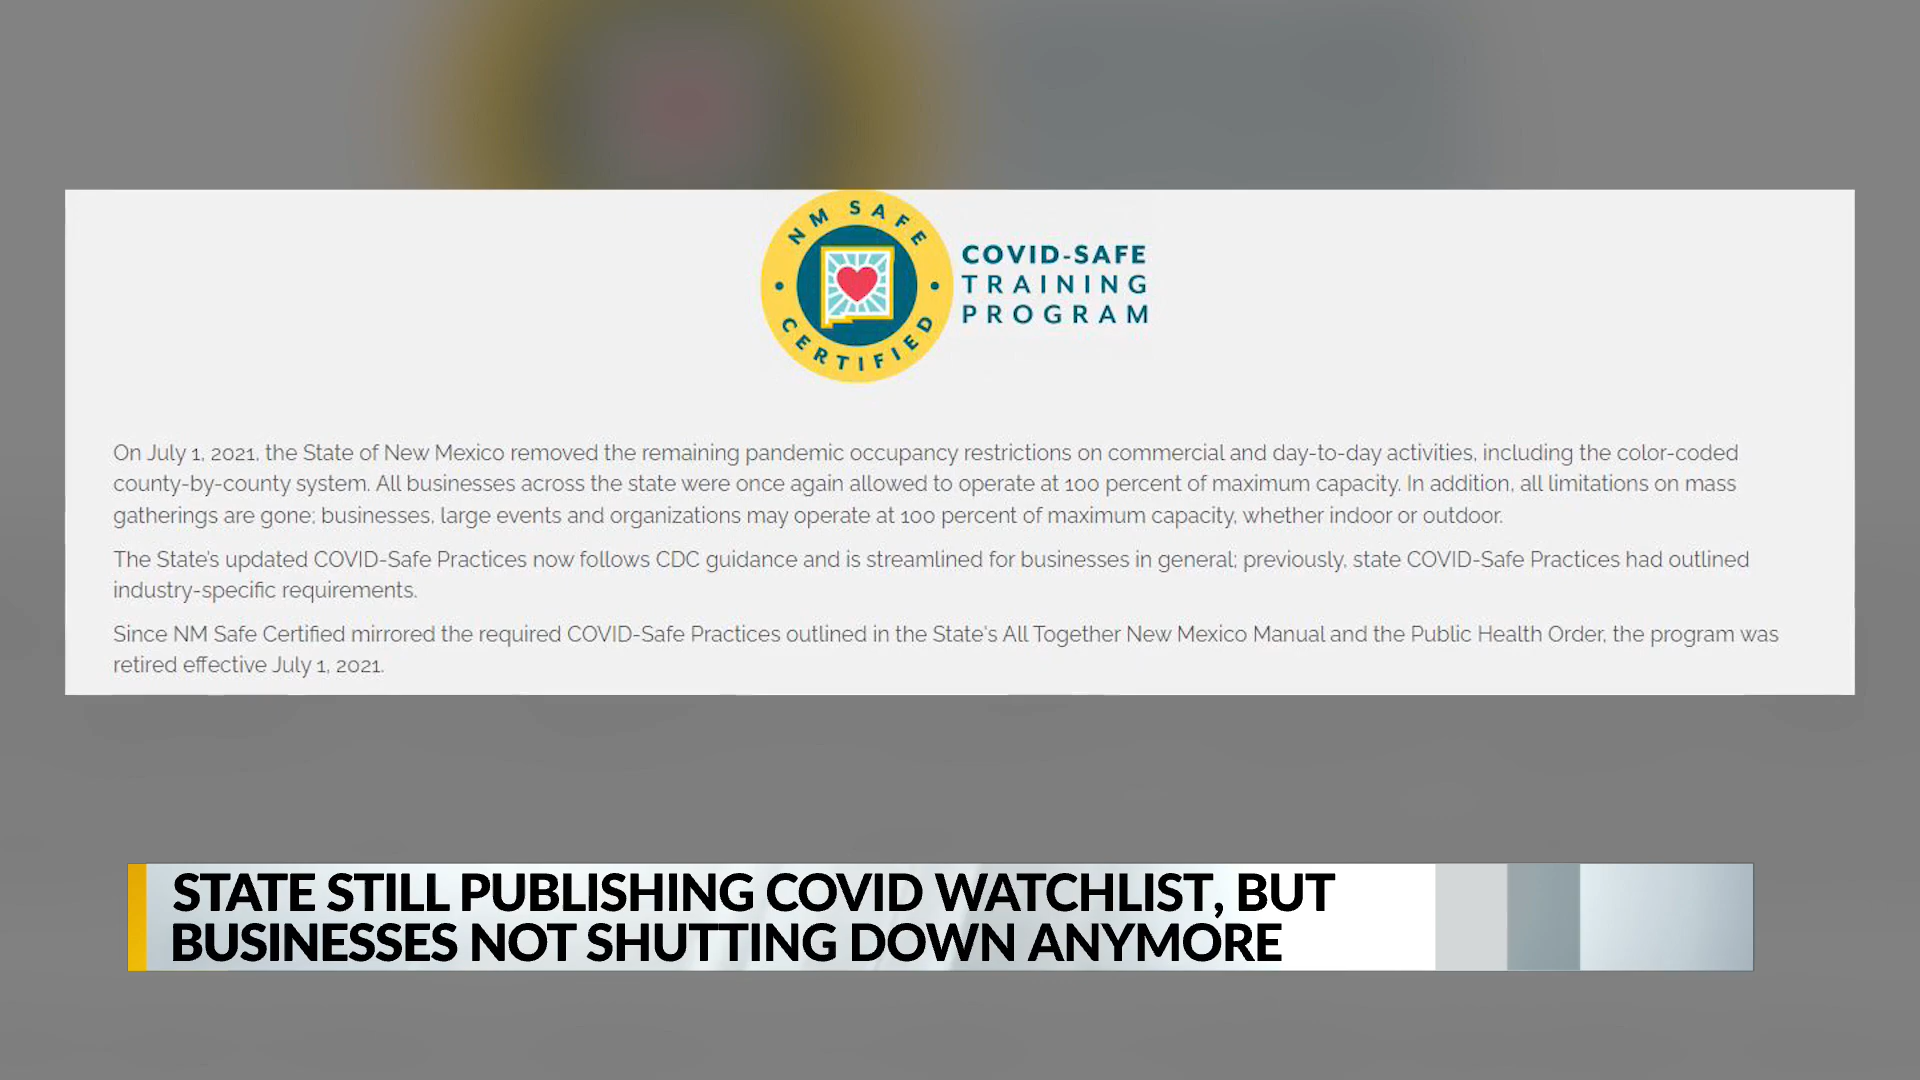 NM SAFE
CERTIFIED
COVID-SAFE
TRAINING
PROGRAM
On July 1, 2021, the State of New Mexico removed the remaining pandemic occupancy restrictions on commercial and day-to-day activities, including the color-coded
county-by-county system. All businesses across the state were once again allowed to operate at 100 percent of maximum capacity. In addition, all limitations on mass
gatherings are gone; businesses, large events and organizations may operate at 100 percent of maximum capacity, whether indoor or outdoor.
The State's updated COVID-Safe Practices now follows CDC guidance and is streamlined for businesses in general; previously, state COVID-Safe Practices had outlined
industry-specific requirements.
Since NM Safe Certified mirrored the required COVID-Safe Practices outlined in the State's All Together New Mexico Manual and the Public Health Order, the program was
retired effective July 1, 2021.
STATE STILL PUBLISHING COVID WATCHLIST, BUT
BUSINESSES NOT SHUTTING DOWN ANYMORE